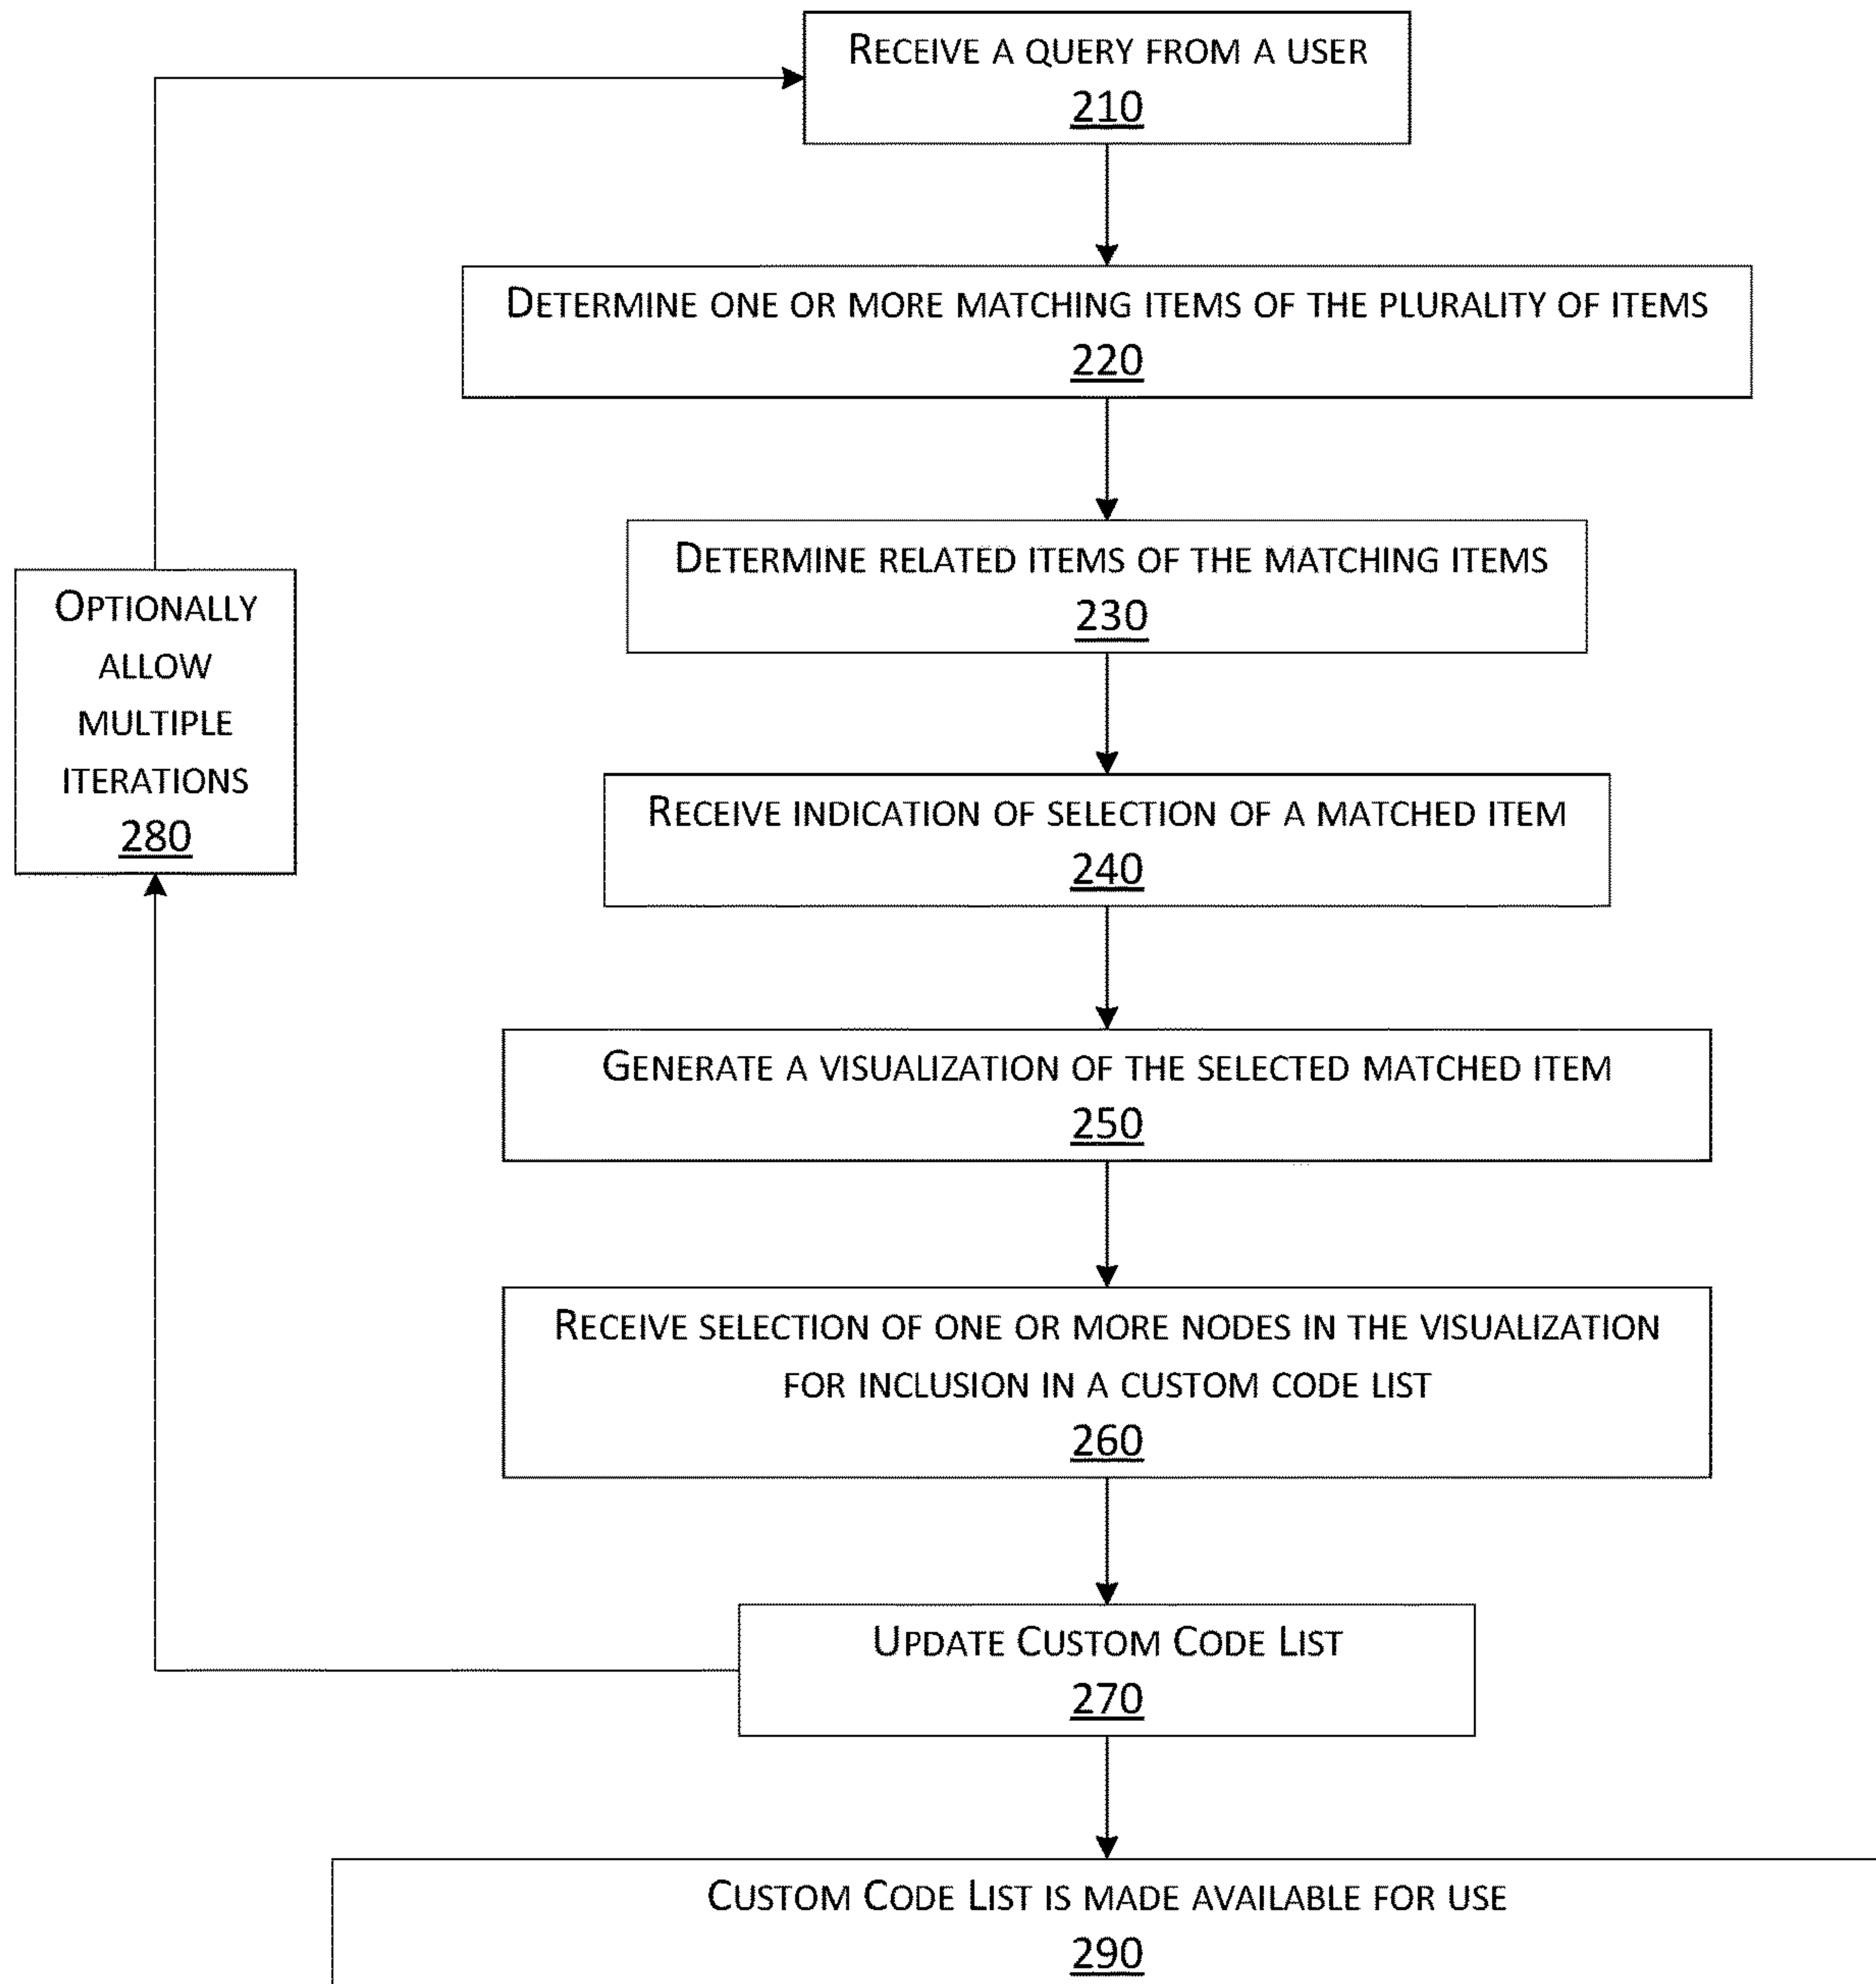 RECEIVE A QUERY FROM A USER
210
DETERMINE ONE OR MORE MATCHING ITEMS OF THE PLURALITY OF ITEMS
220
DETERMINE RELATED ITEMS OF THE MATCHING ITEMS
230
OPTIONALLY
ALLOW
MULTIPLE
ITERATIONS
280
RECEIVE INDICATION OF SELECTION OF A MATCHED ITEM
240
GENERATE A VISUALIZATION OF THE SELECTED MATCHED ITEM
250
RECEIVE SELECTION OF ONE OR MORE NODES IN THE VISUALIZATION
FOR INCLUSION IN A CUSTOM CODE LIST
260
UPDATE CUSTOM CODE LIST
270
CUSTOM CODE LIST IS MADE AVAILABLE FOR USE
290